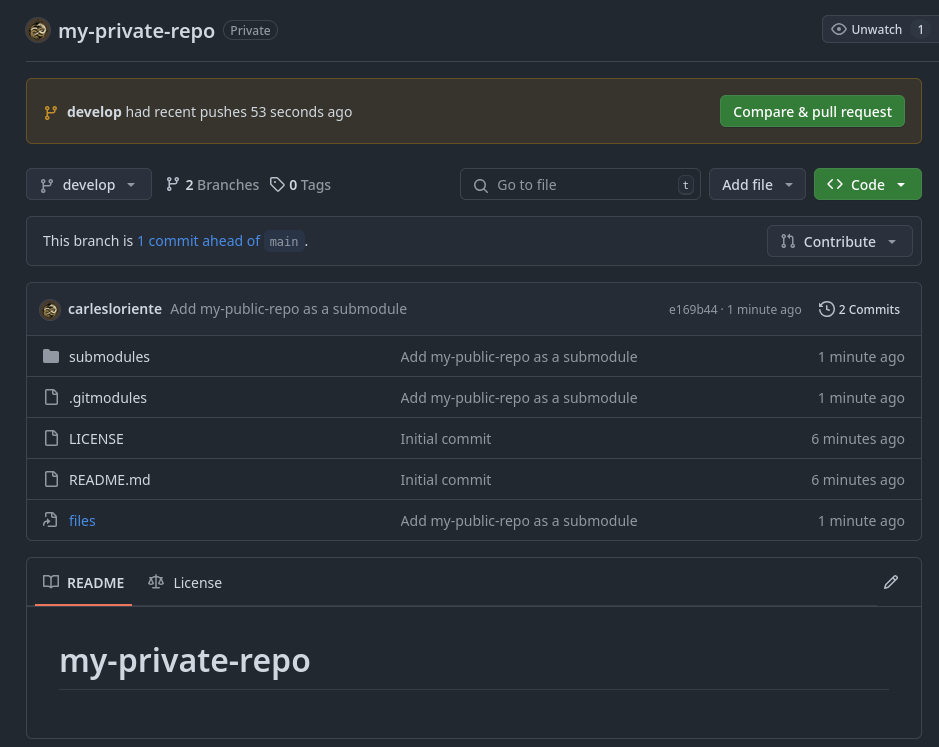 my-private-repo Private Unwatch 1
develop had recent pushes 53 seconds ago Compare & pull request
develop 2 Branches 0 Tags Go to file t Add file Code
This branch is 1 commit ahead of main . Contribute
carlesloriente Add my-public-repo as a submodule e169b44 · 1 minute ago 2 Commits
submodules Add my-public-repo as a submodule 1 minute ago
.gitmodules Add my-public-repo as a submodule 1 minute ago
LICENSE Initial commit 6 minutes ago
README.md Initial commit 6 minutes ago
files Add my-public-repo as a submodule 1 minute ago
README License
my-private-repo